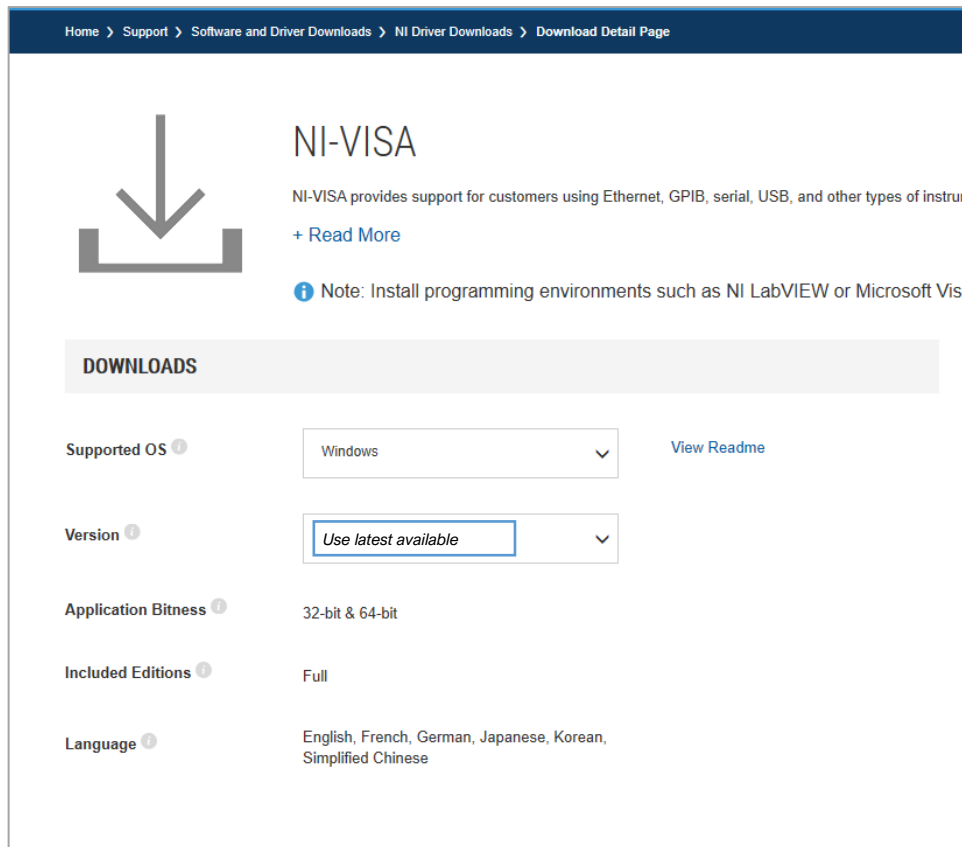 Home > Support > Software and Driver Downloads > NI Driver Downloads > Download Detail Page
NI-VISA
NI-VISA provides support for customers using Ethernet, GPIB, serial, USB, and other types of instru
+ Read More
Note: Install programming environments such as NI LabVIEW or Microsoft Vis
DOWNLOADS
Supported OS
Windows
View Readme
Version
Use latest available
Application Bitness
32-bit & 64-bit
Included Editions
Full
Language
English, French, German, Japanese, Korean,
Simplified Chinese